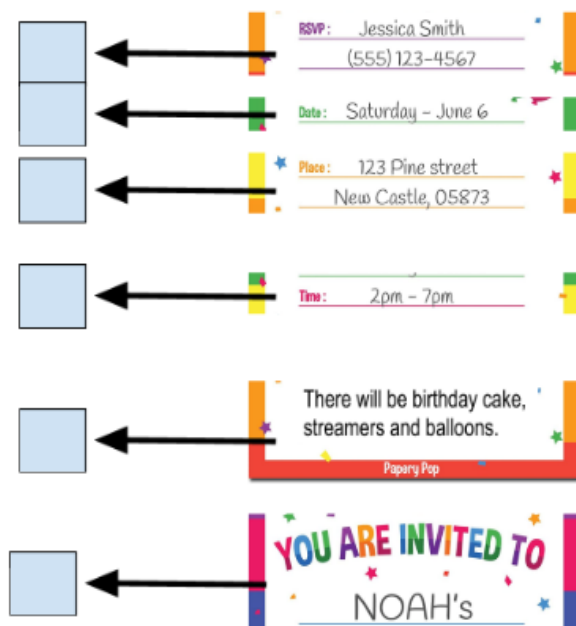 RSVP: Jessica Smith
(555) 123-4567
Date: Saturday - June 6
Place: 123 Pine street
New Castle, 05873
Time: 2pm - 7pm
There will be birthday cake,
streamers and balloons.
Papery Pop
YOU ARE INVITED TO
NOAH's